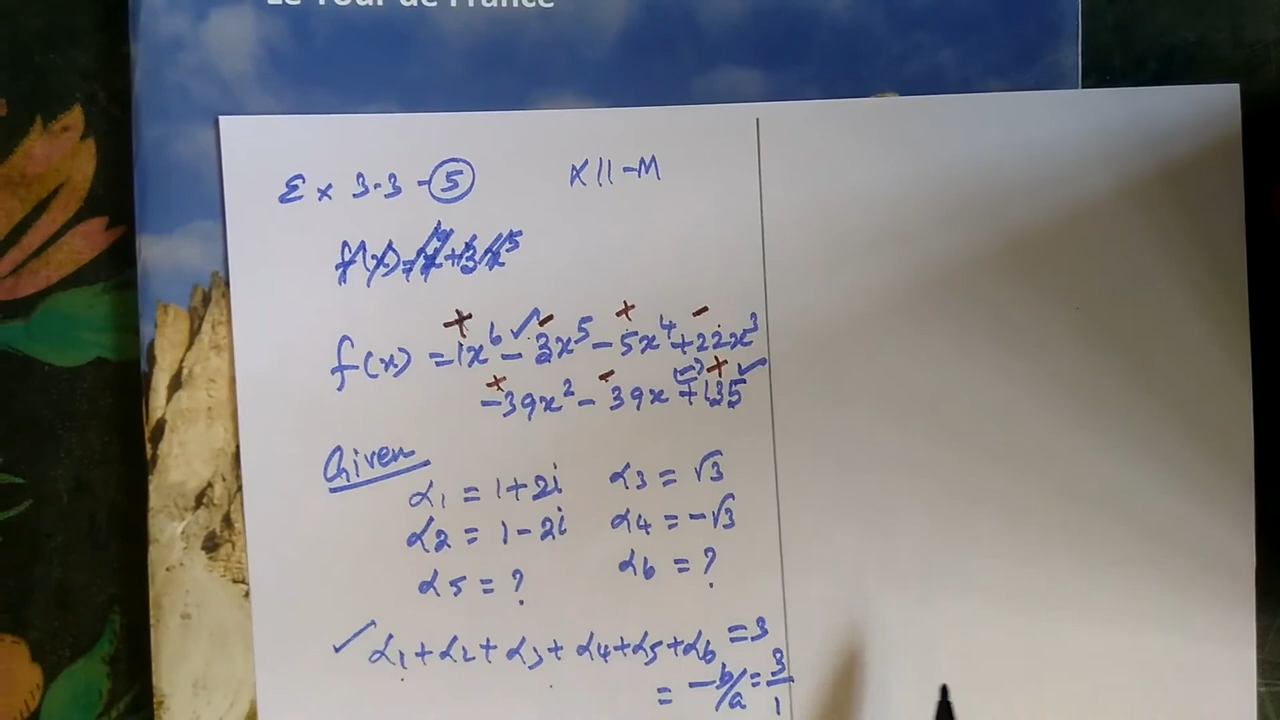 Le Tour de France
Ex 3.3 - 5 XII-M
f(x) = 1x⁶ - 3x⁵ - 5x⁴ + 22x³
- 39x² - 39x + 135
Given
α₁ = 1+2i α₃ = √3
α₂ = 1-2i α₄ = -√3
α₅ = ? α₆ = ?
✓ α₁+α₂+α₃+α₄+α₅+α₆ = 3
= -b/a = 3/1